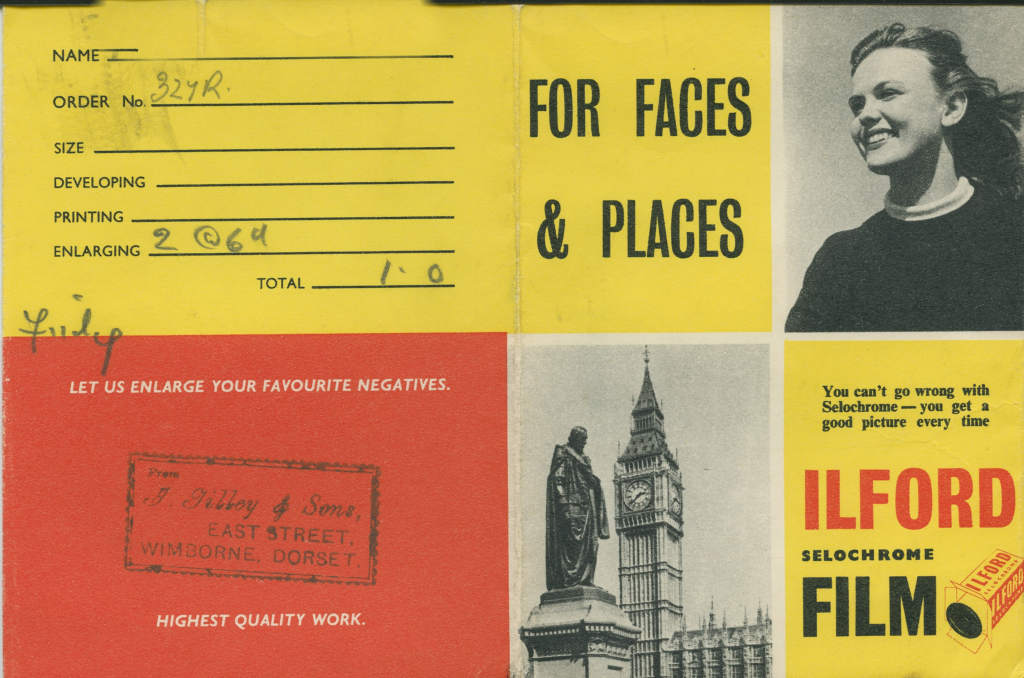 NAME
ORDER No. 324R.
SIZE
DEVELOPING
PRINTING
ENLARGING 2 @ 6d
TOTAL 1 - 0
LET US ENLARGE YOUR FAVOURITE NEGATIVES.
From
J. Gilbey & Sons,
EAST STREET,
WIMBORNE, DORSET.
HIGHEST QUALITY WORK.
FOR FACES
& PLACES
You can't go wrong with
Selochrome — you get a
good picture every time
ILFORD
SELOCHROME
FILM
ILFORD
SELOCHROME
ILFORD